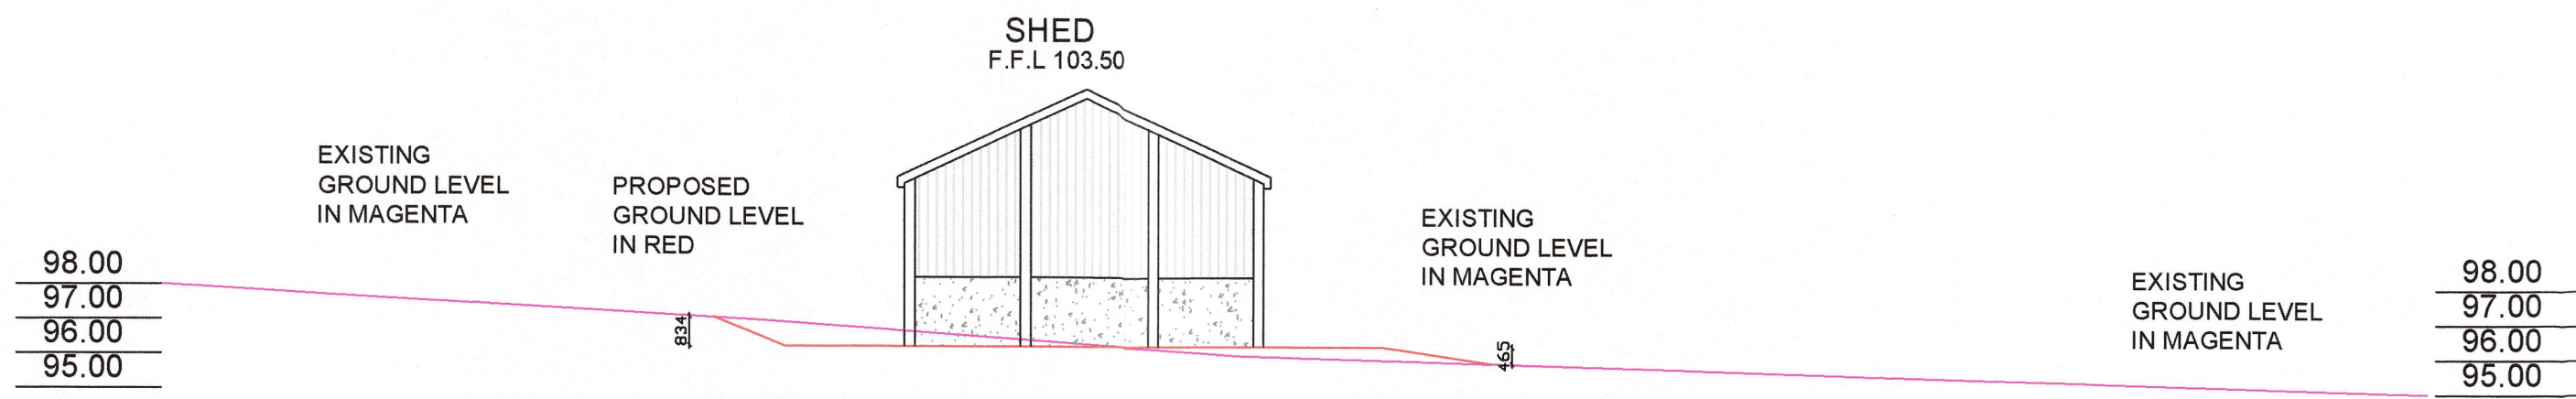 SHED
F.F.L 103.50
EXISTING
GROUND LEVEL
IN MAGENTA
PROPOSED
GROUND LEVEL
IN RED
EXISTING
GROUND LEVEL
IN MAGENTA
EXISTING
GROUND LEVEL
IN MAGENTA
98.00
97.00
96.00
95.00
834
465
98.00
97.00
96.00
95.00